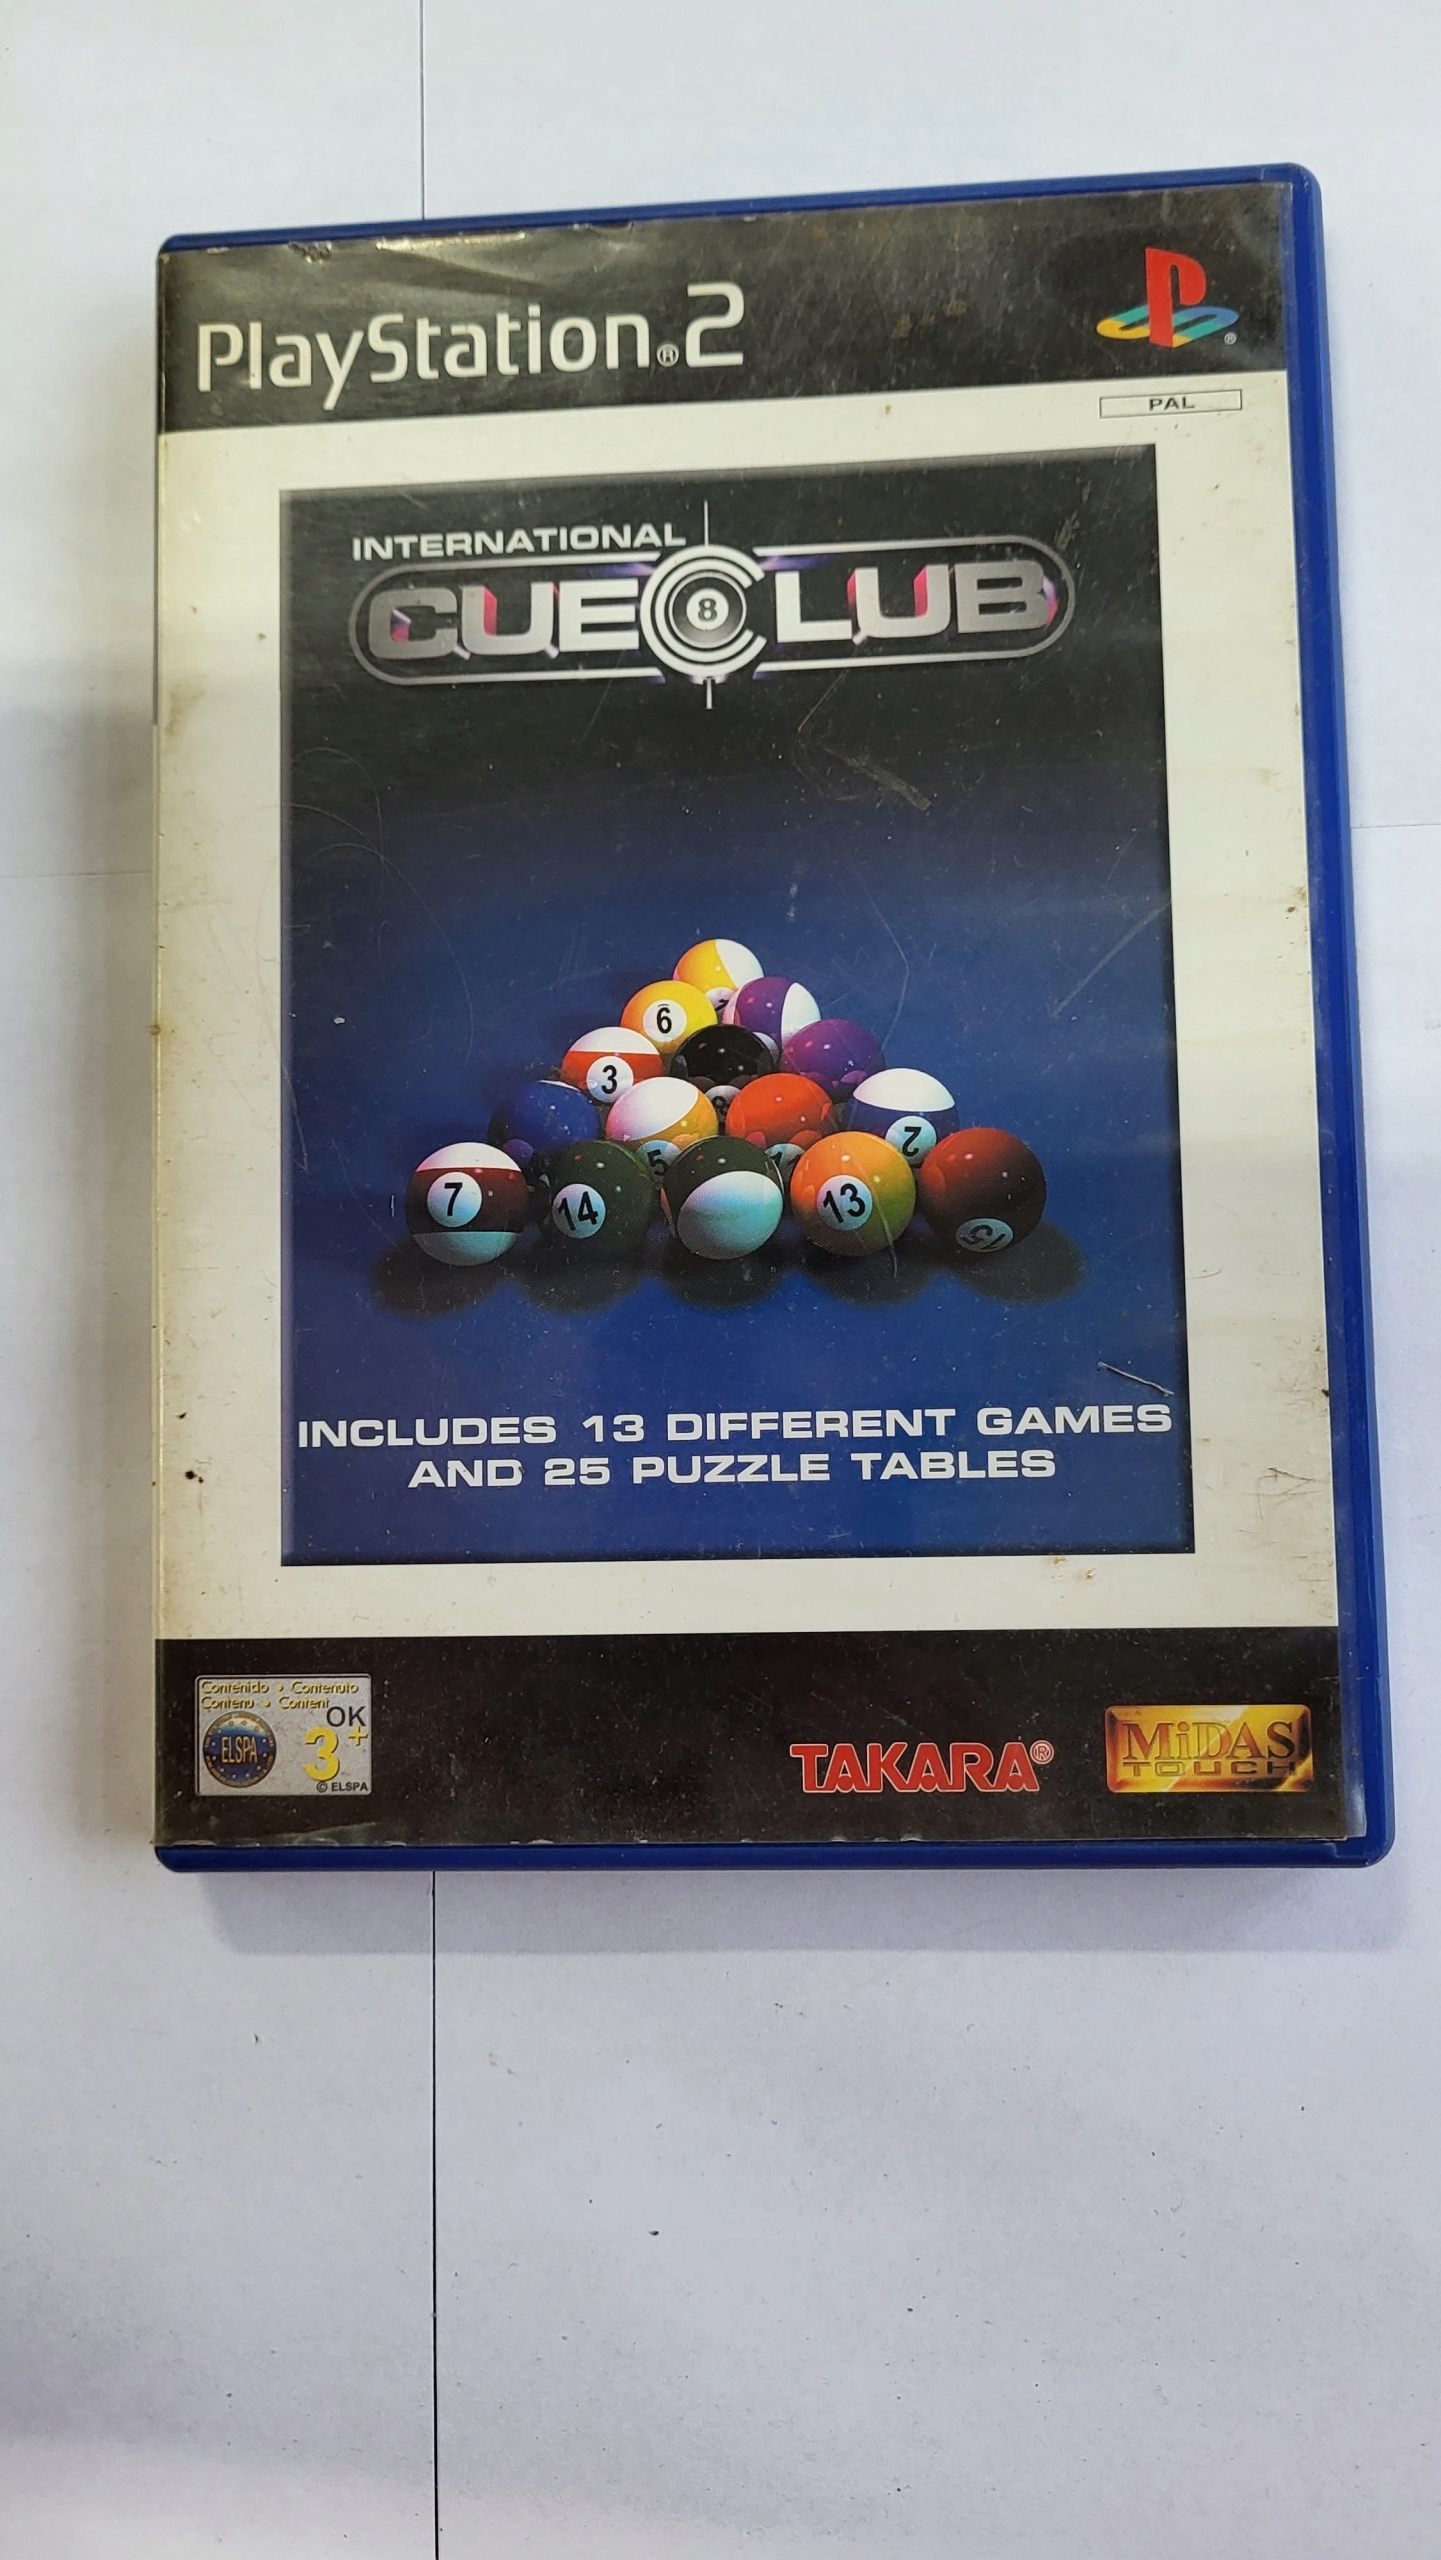 PlayStation®2
PAL
INTERNATIONAL
CUE CLUB
8
6
3
8
5
2
7
14
13
15
INCLUDES 13 DIFFERENT GAMES
AND 25 PUZZLE TABLES
Contenido • Contenuto
Contenu • Content
OK
3+
ELSPA
© ELSPA
TAKARA®
MiDAS
TOUCH